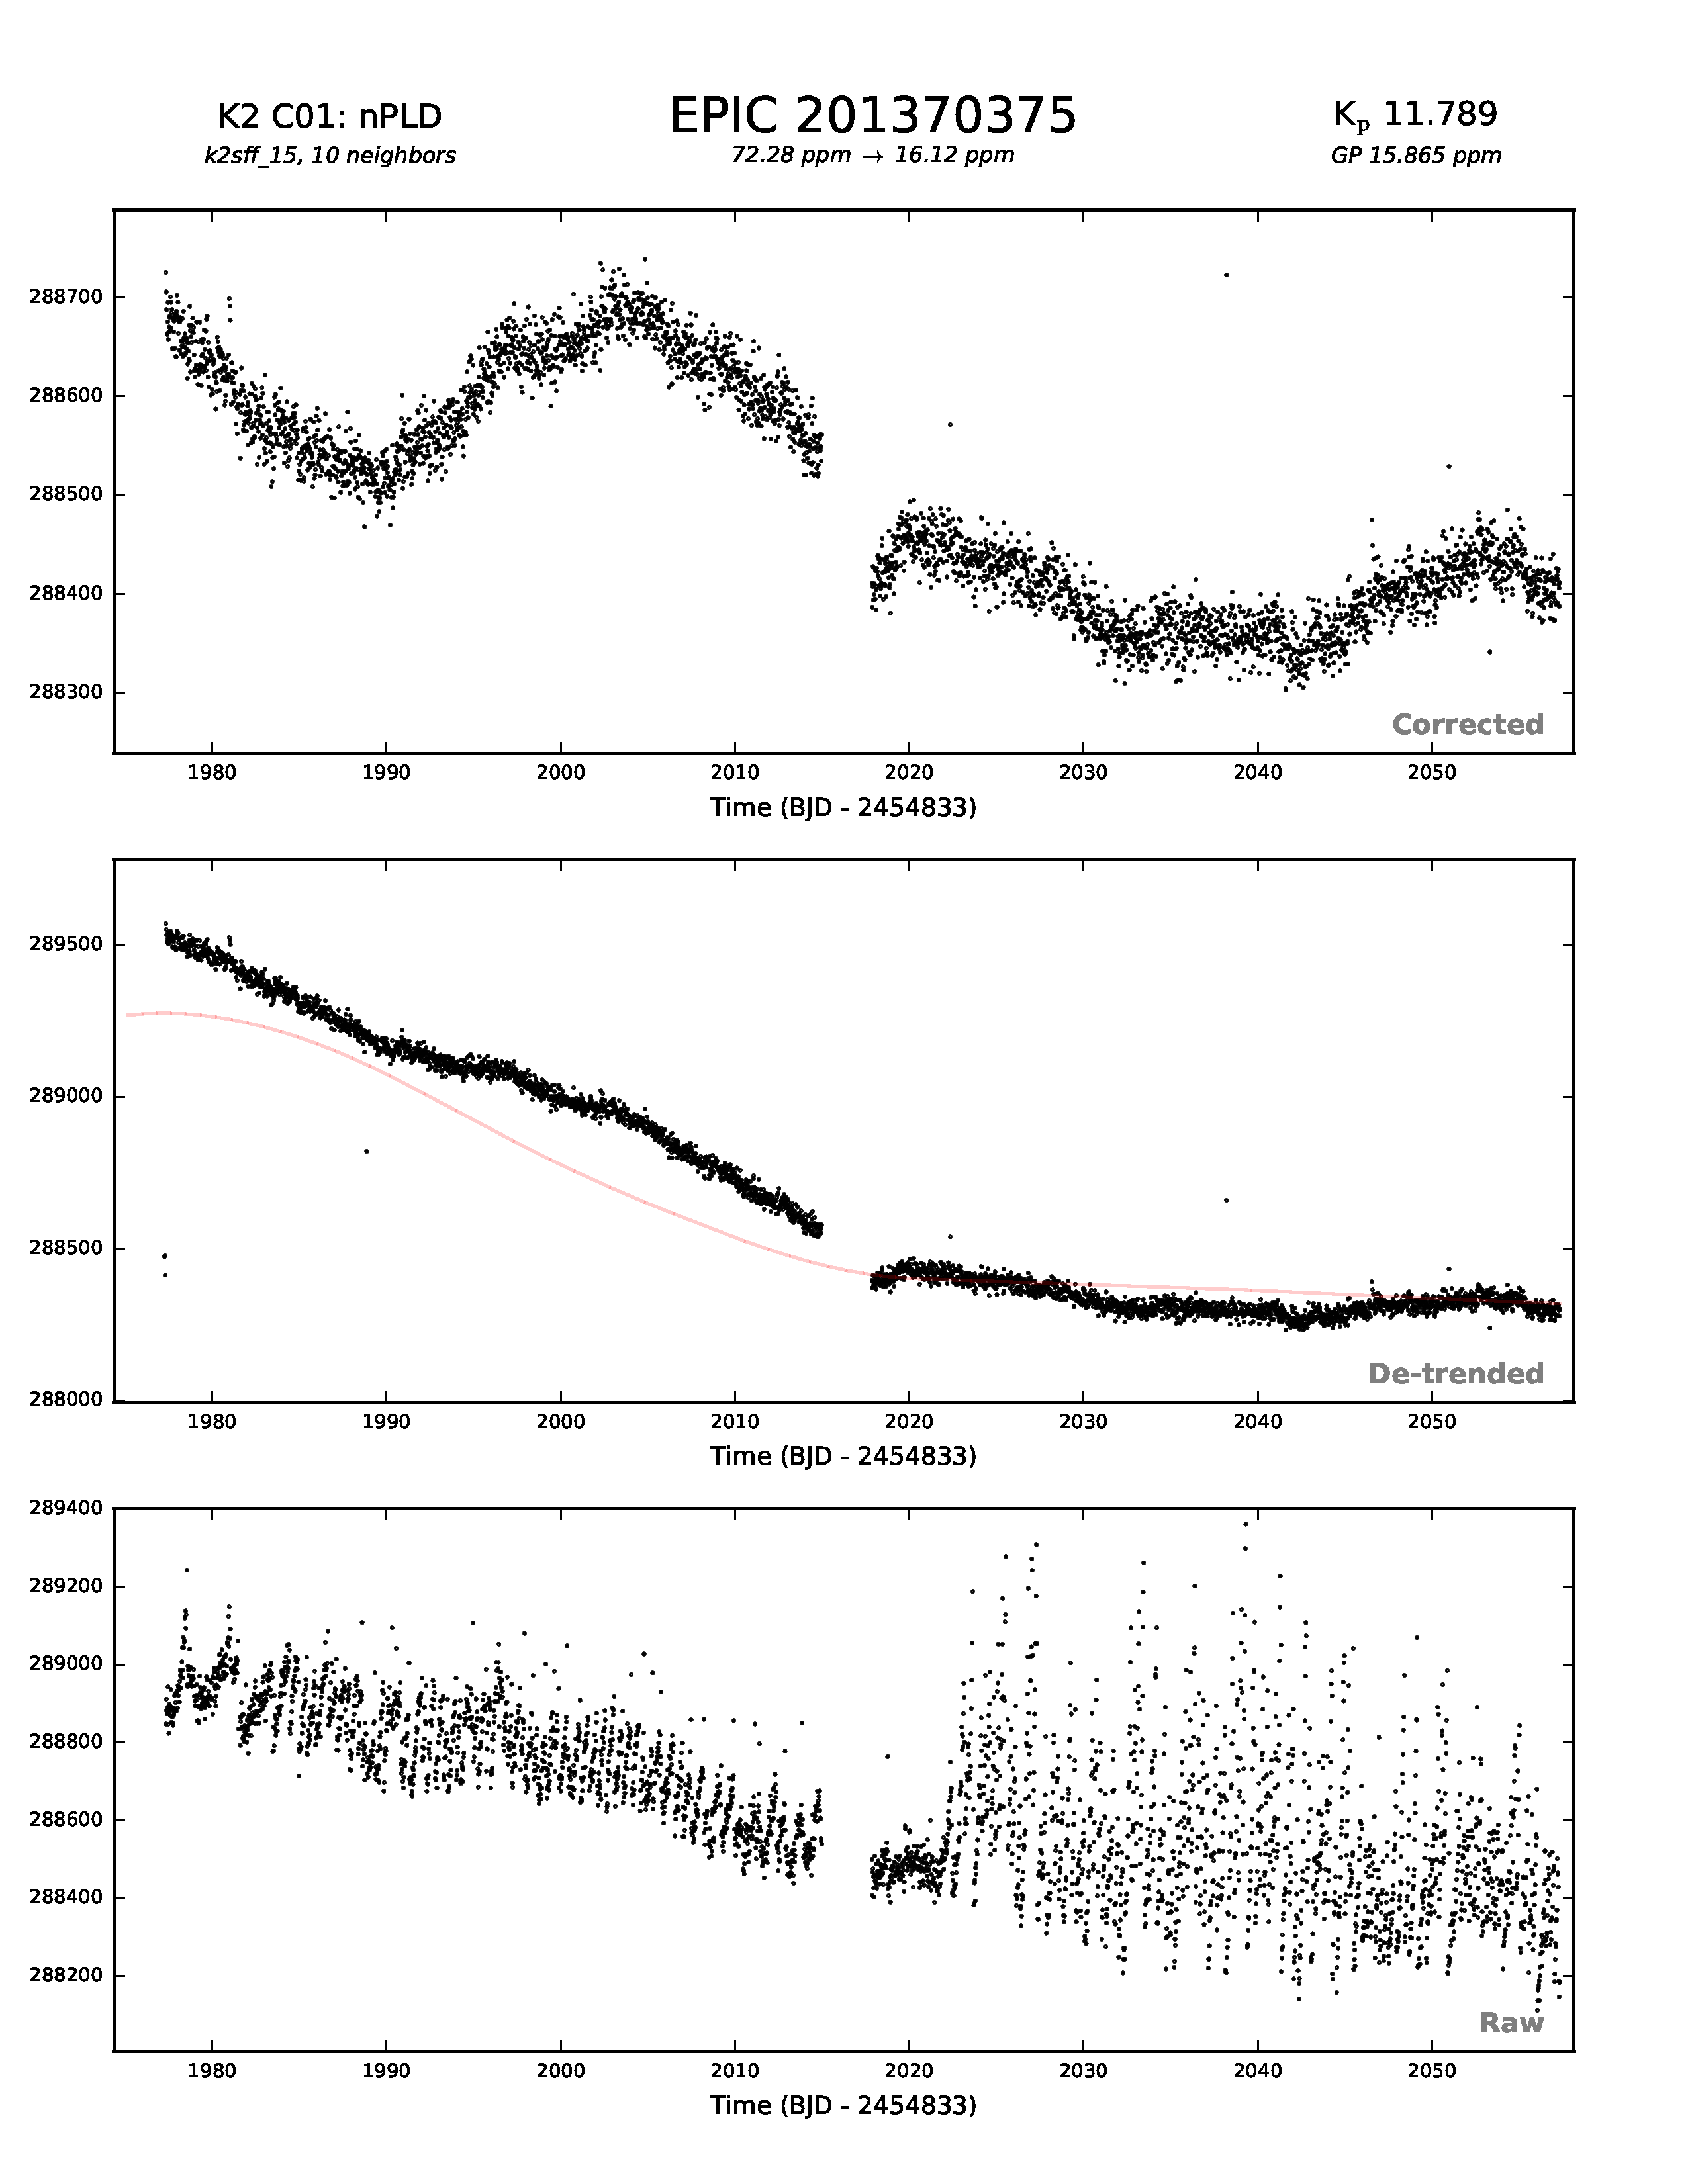 K2 C01: nPLD
EPIC 201370375
Kp 11.789
k2sff_15, 10 neighbors
72.28 ppm → 16.12 ppm
GP 15.865 ppm
288700
288600
288500
288400
288300
Corrected
1980 1990 2000 2010 2020 2030 2040 2050
Time (BJD - 2454833)
289500
289000
288500
288000
De-trended
1980 1990 2000 2010 2020 2030 2040 2050
Time (BJD - 2454833)
289400
289200
289000
288800
288600
288400
288200
Raw
1980 1990 2000 2010 2020 2030 2040 2050
Time (BJD - 2454833)